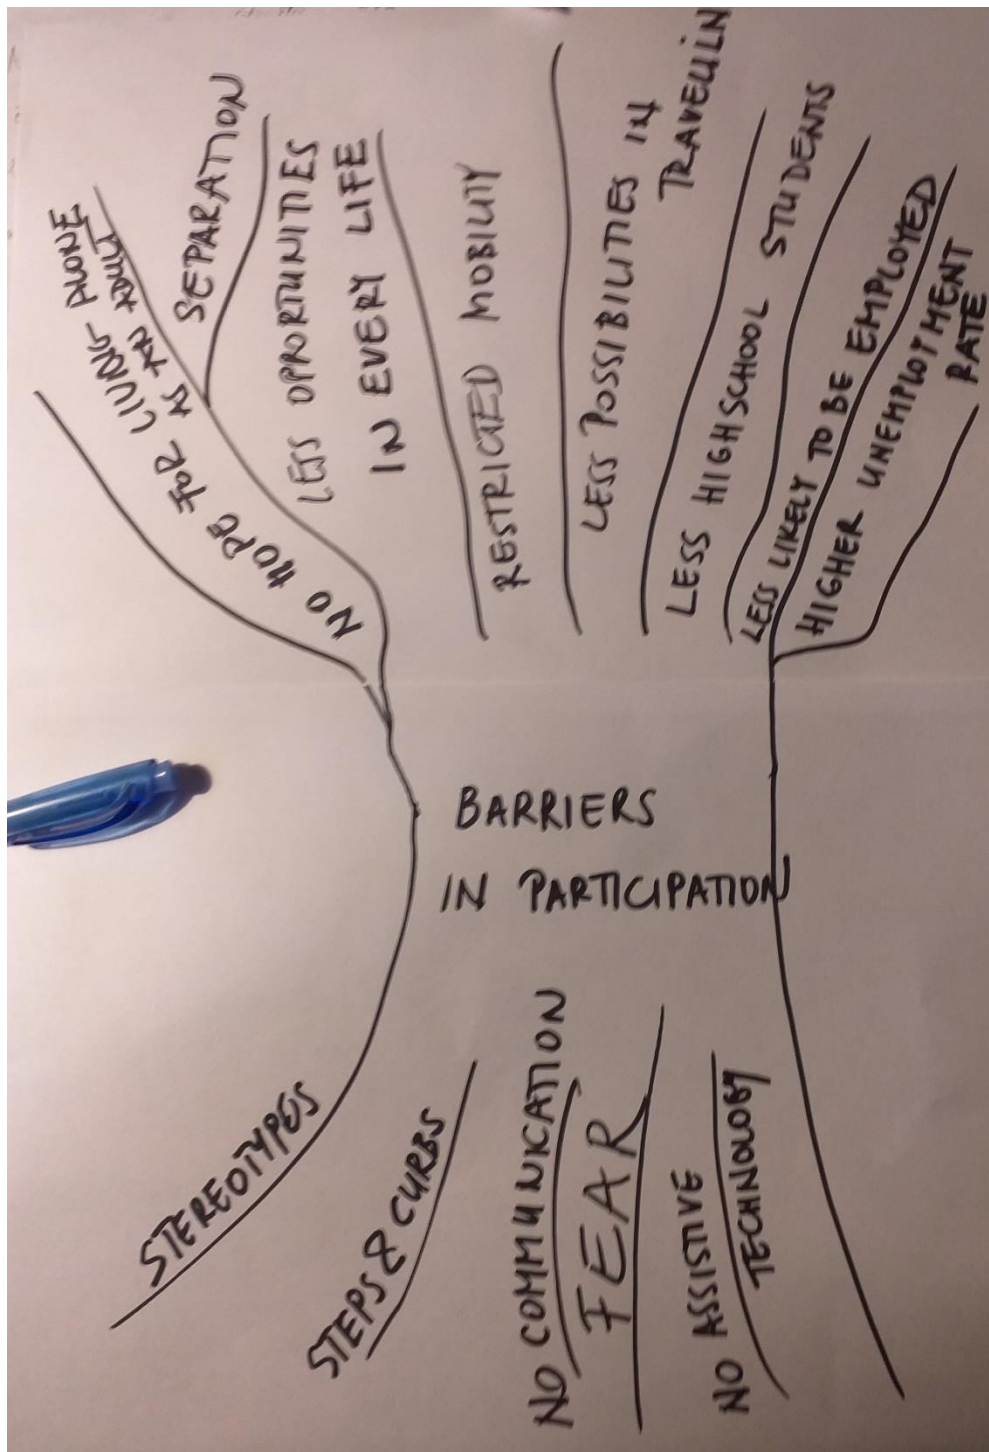 NO HOPE FOR LIVING ALONE
AS AN ADULT
SEPARATION
LESS OPPORTUNITIES
IN EVERY LIFE
RESTRICTED MOBILITY
LESS POSSIBILITIES IN
TRAVELLIN
LESS HIGHSCHOOL STUDENTS
LESS LIKELY TO BE EMPLOYED
HIGHER UNEMPLOYMENT
RATE
BARRIERS
IN PARTICIPATION
STEREOTYPES
STEPS & CURBS
NO COMMUNICATION
FEAR
NO ASSISTIVE
TECHNOLOGY